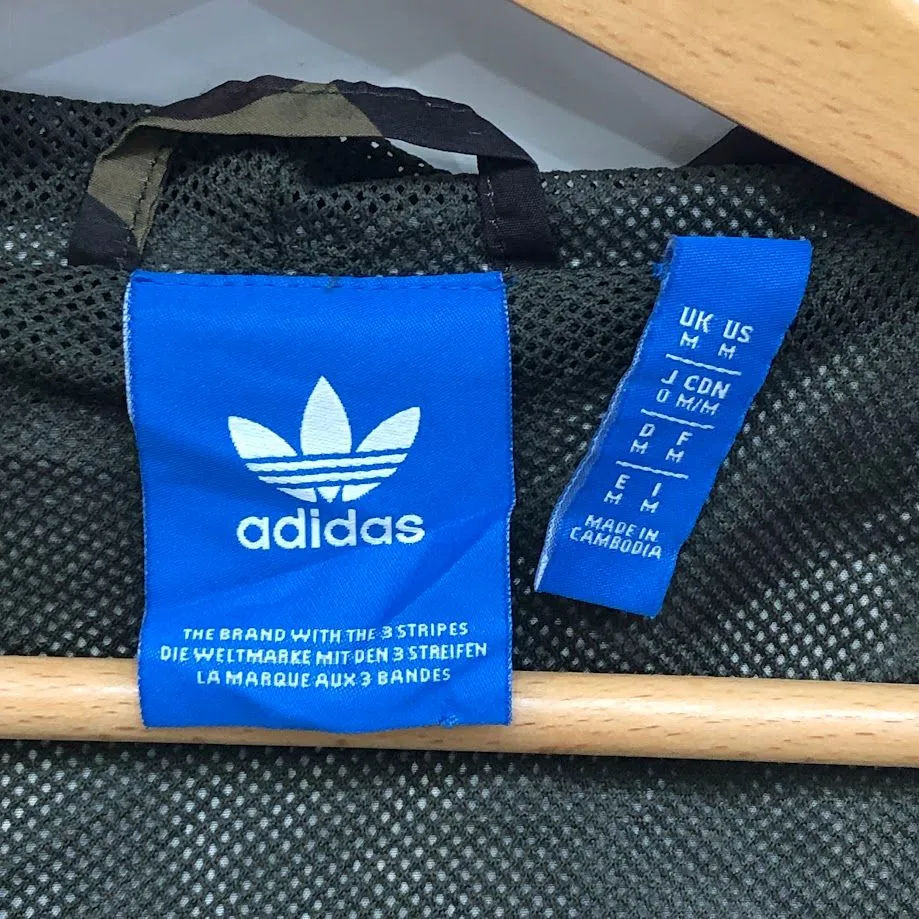 adidas
THE BRAND WITH THE 3 STRIPES
DIE WELTMARKE MIT DEN 3 STREIFEN
LA MARQUE AUX 3 BANDES
UK US
M M
J CDN
O M/M
D F
M M
E I
M M
MADE IN
CAMBODIA